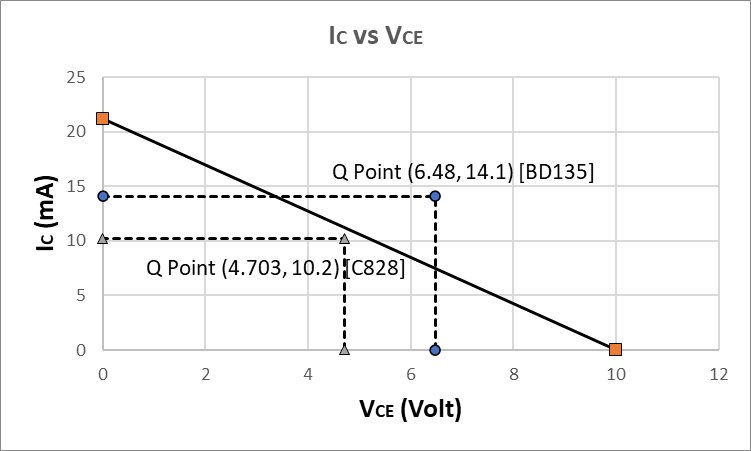 IC vs VCE
25
20
15
10
5
0
IC (mA)
Q Point (6.48, 14.1) [BD135]
Q Point (4.703, 10.2) [C828]
0 2 4 6 8 10 12
VCE (Volt)